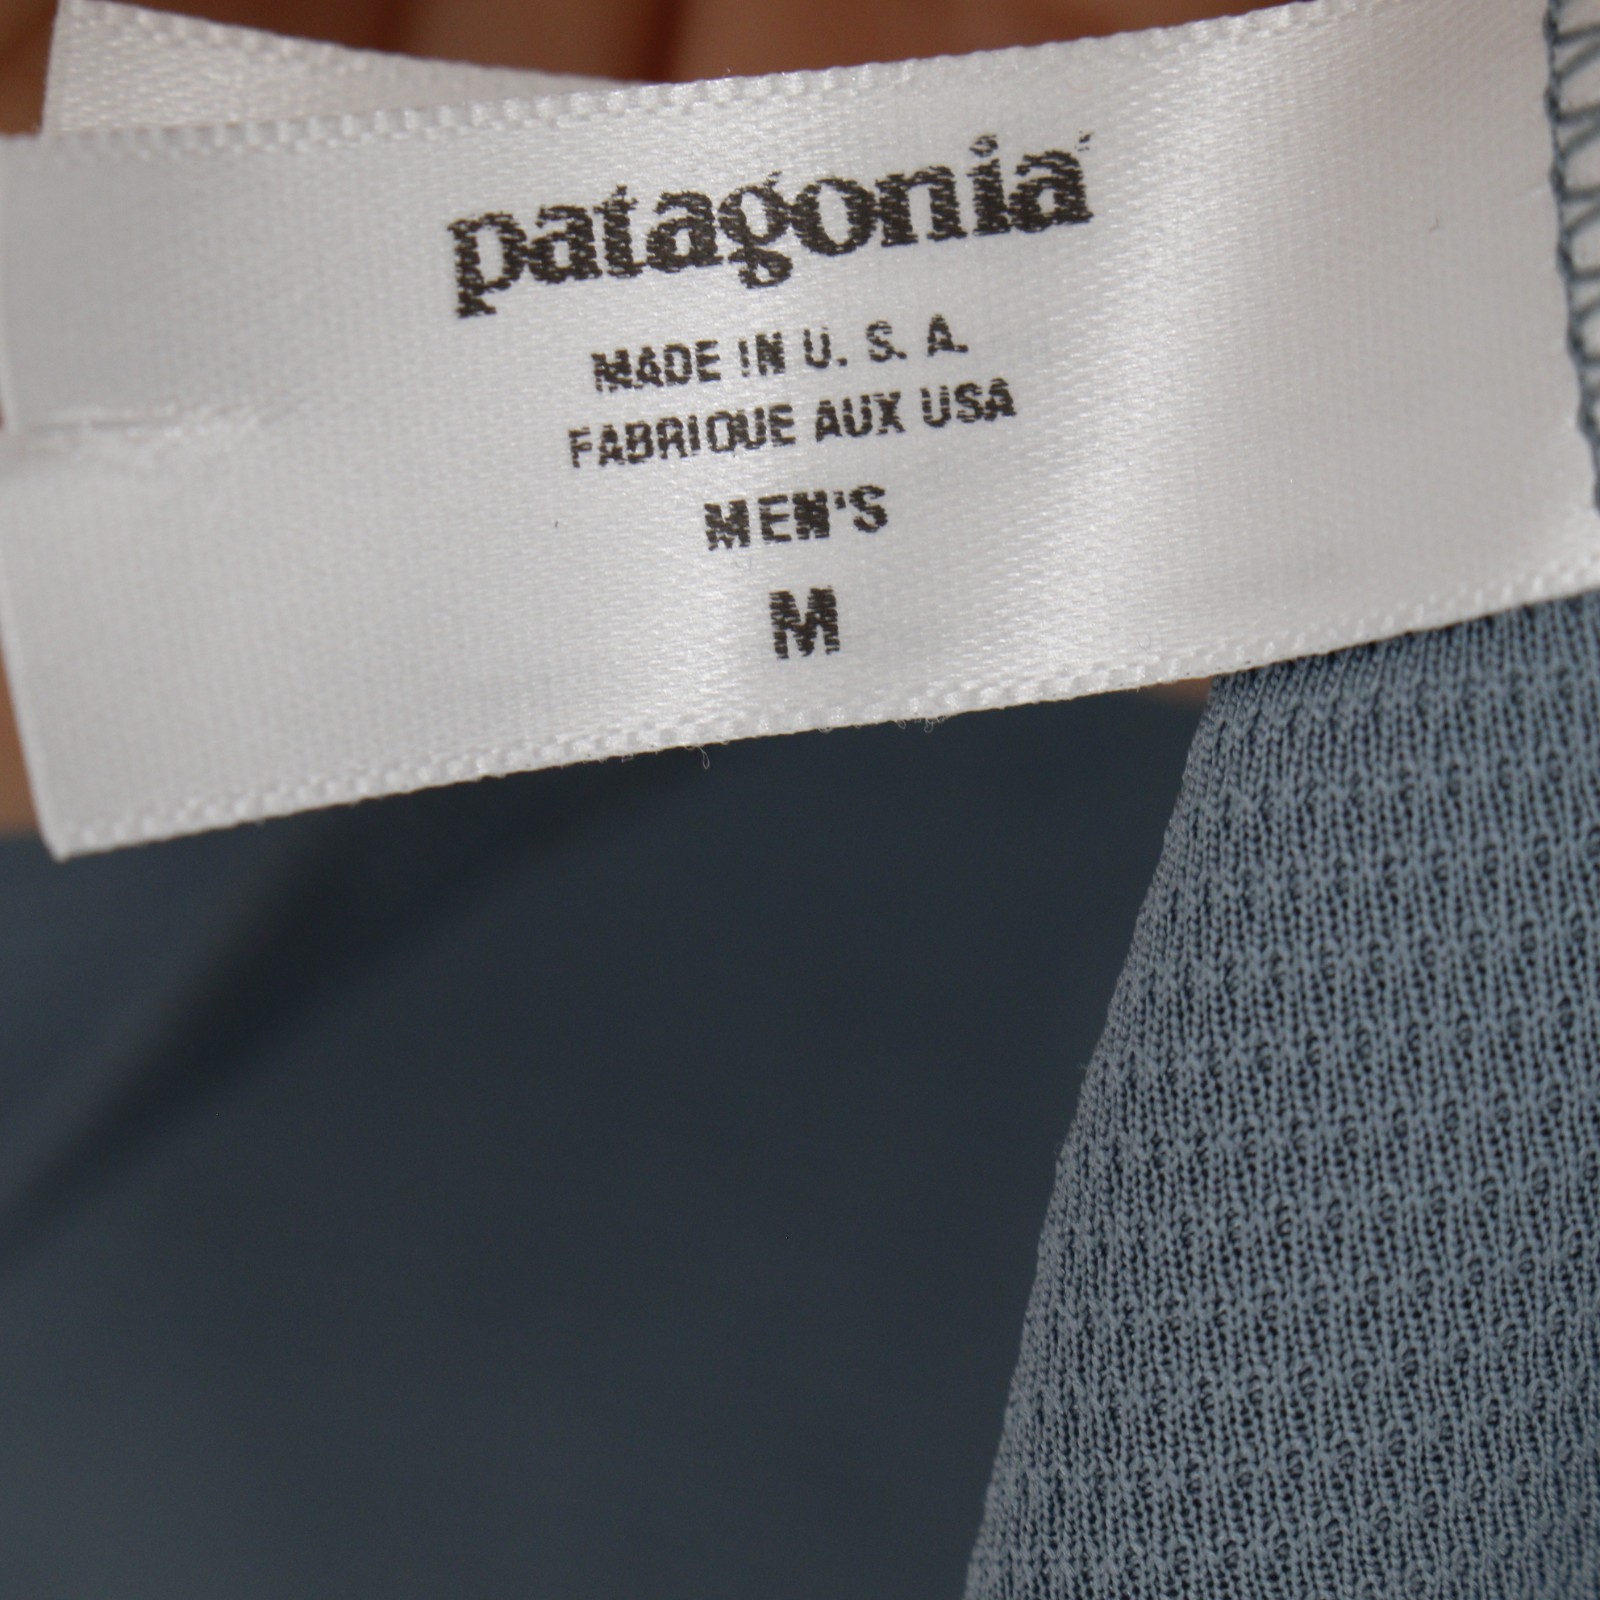 patagonia
MADE IN U. S. A.
FABRIQUE AUX USA
MEN'S
M